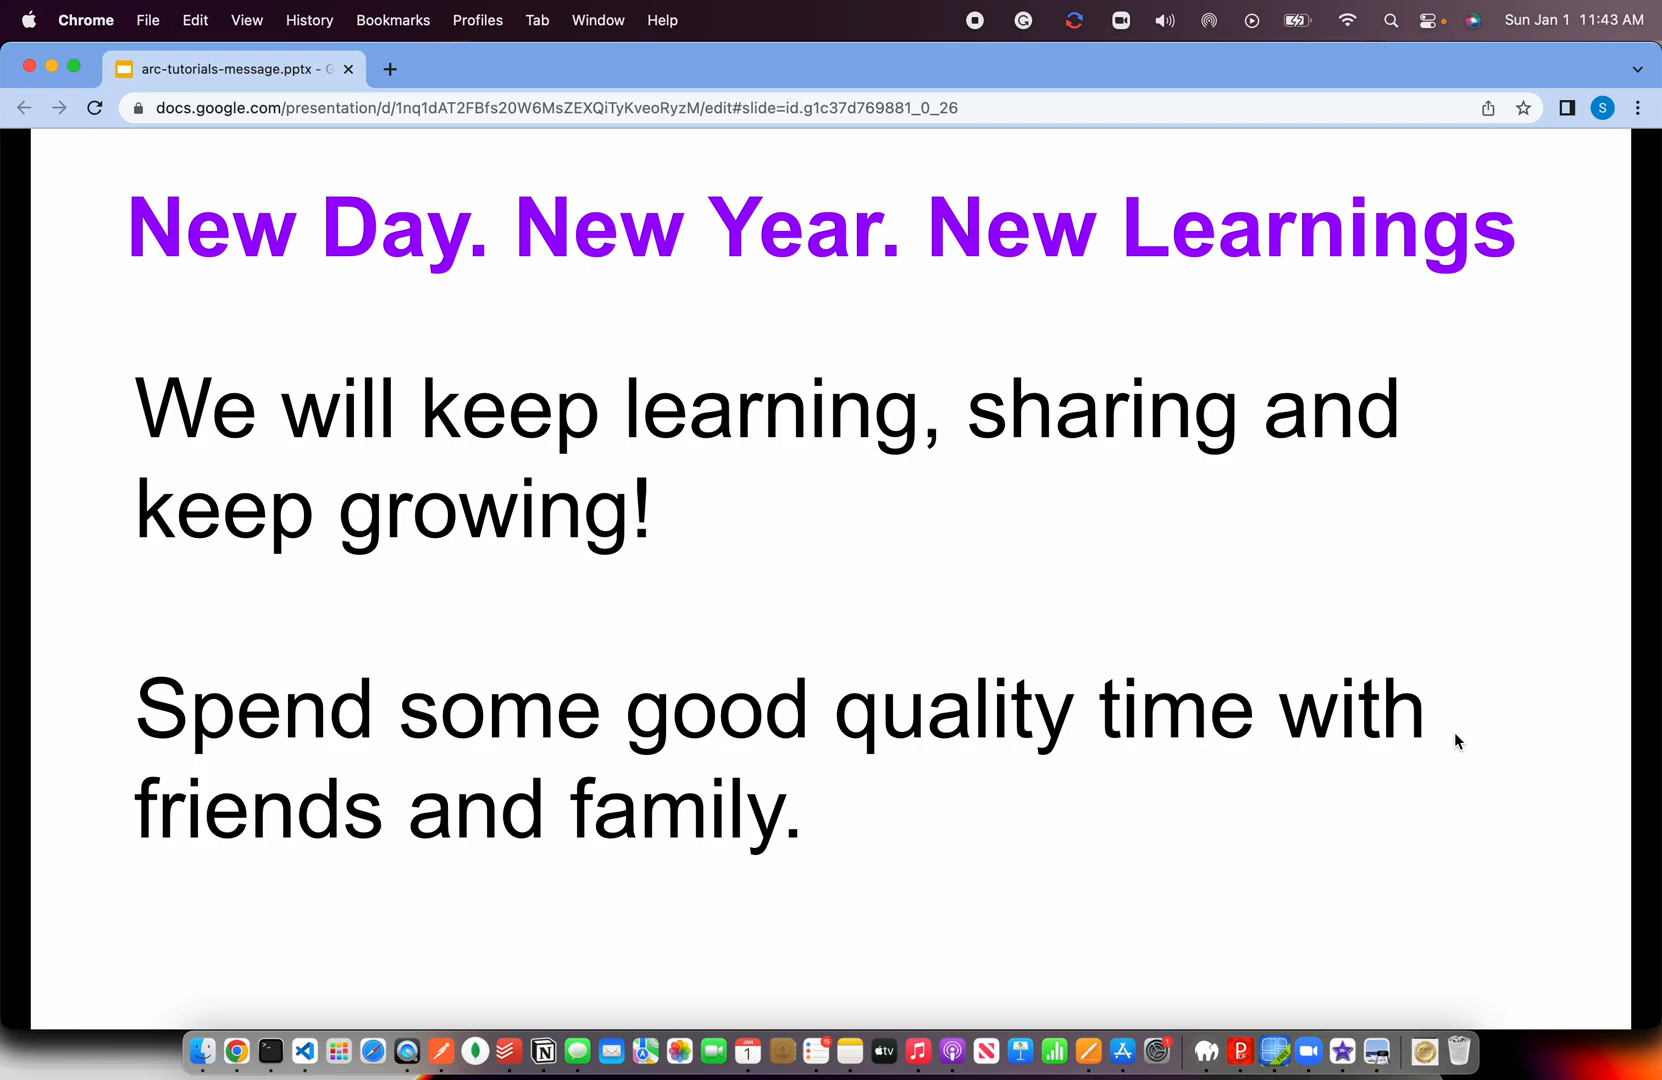 Chrome File Edit View History Bookmarks Profiles Tab Window Help Sun Jan 1 11:43 AM
arc-tutorials-message.pptx - G
docs.google.com/presentation/d/1nq1dAT2FBfs20W6MsZEXQiTyKveoRyzM/edit#slide=id.g1c37d769881_0_26 S
New Day. New Year. New Learnings
We will keep learning, sharing and
keep growing!
Spend some good quality time with
friends and family.